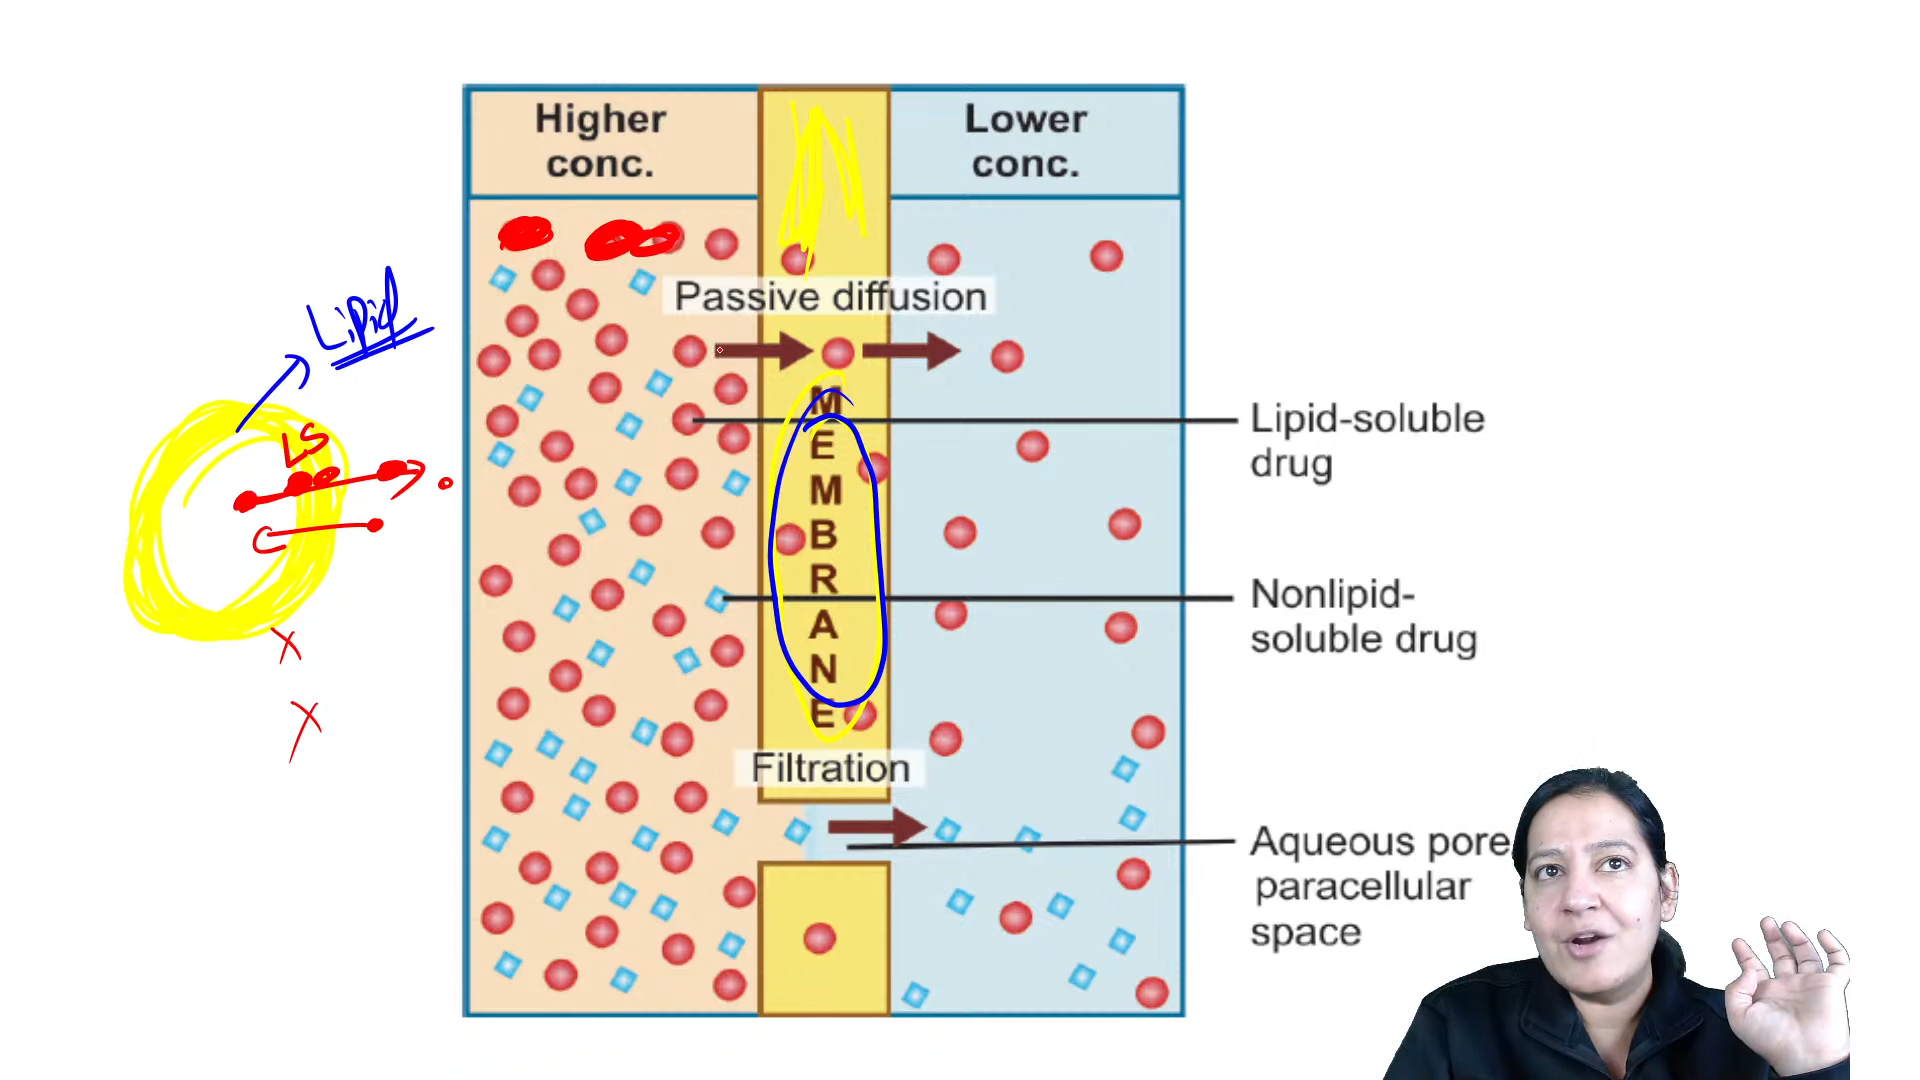 Higher
conc.
Lower
conc.
Passive diffusion
Lipid
LS
MEMBRANE
Lipid-soluble
drug
Nonlipid-
soluble drug
Filtration
Aqueous pore
paracellular
space
x
x